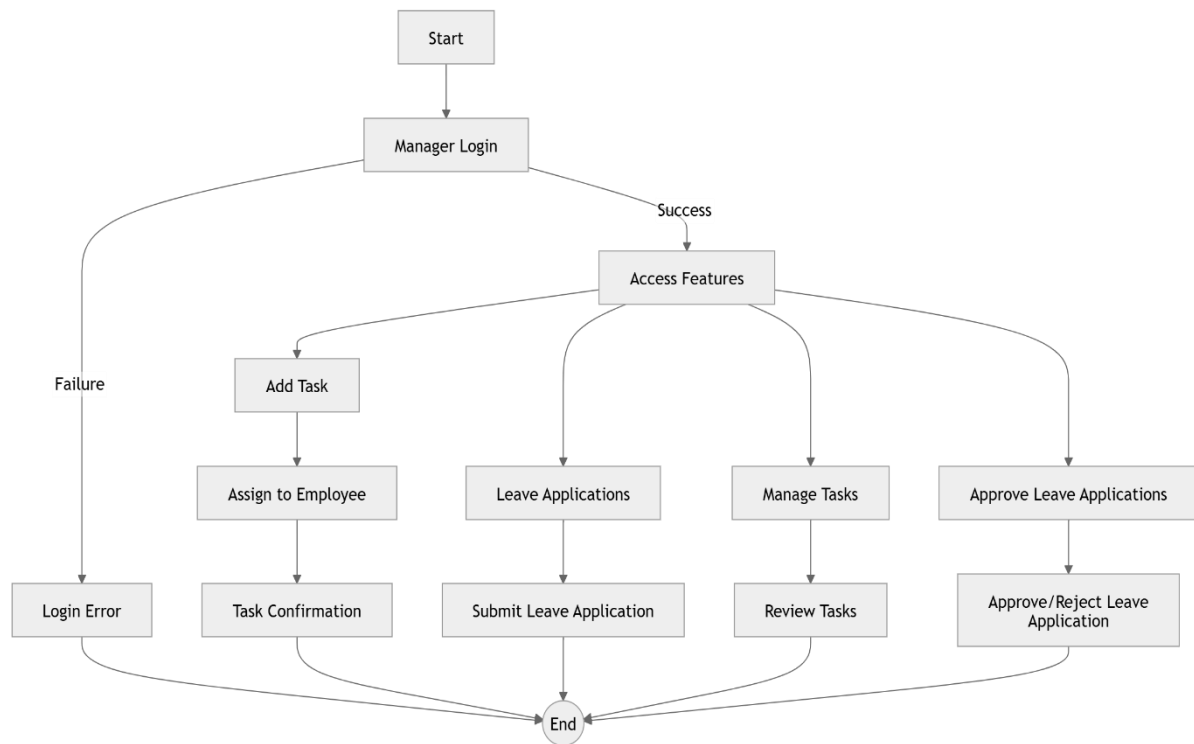 Start
Manager Login
Success
Access Features
Failure
Add Task
Assign to Employee
Leave Applications
Manage Tasks
Approve Leave Applications
Login Error
Task Confirmation
Submit Leave Application
Review Tasks
Approve/Reject Leave
Application
End